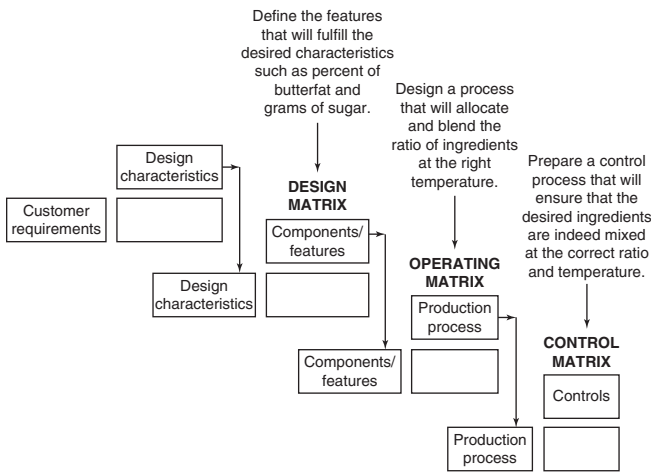 Define the features
that will fulfill the
desired characteristics
such as percent of
butterfat and
grams of sugar.
Design a process
that will allocate
and blend the
ratio of ingredients
at the right
temperature.
Prepare a control
process that will
ensure that the
desired ingredients
are indeed mixed
at the correct ratio
and temperature.
Design
characteristics
Customer
requirements
DESIGN
MATRIX
Components/
features
Design
characteristics
OPERATING
MATRIX
Production
process
Components/
features
CONTROL
MATRIX
Controls
Production
process